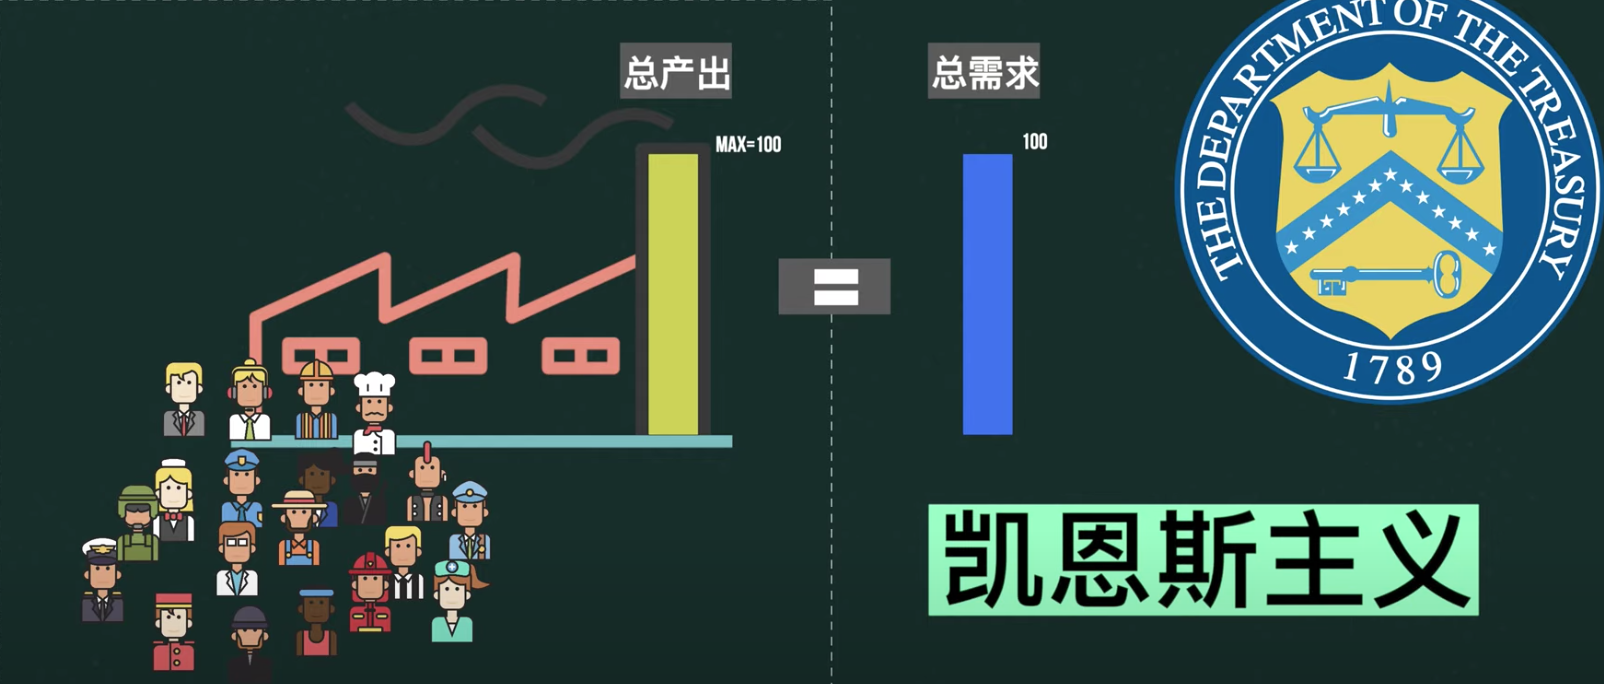 总产出
总需求
MAX=100
100
THE DEPARTMENT OF THE TREASURY
1789
凯恩斯主义